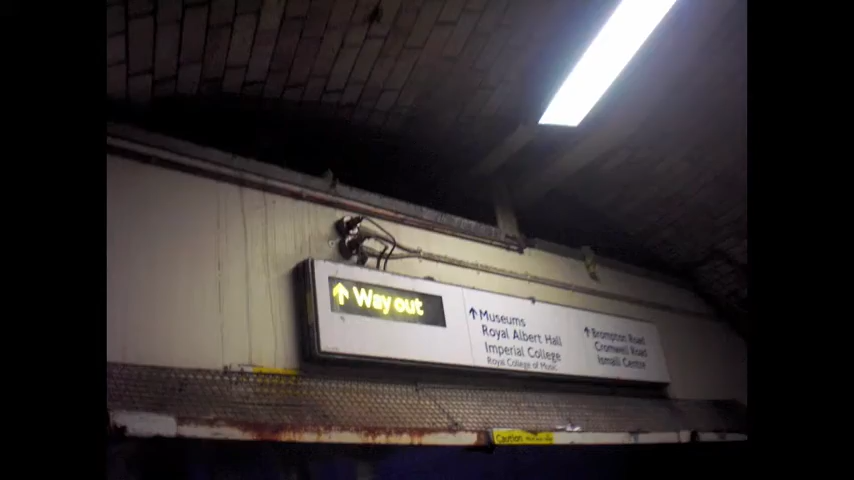 Way out
Museums
Royal Albert Hall
Imperial College
Royal College of Music
Brompton Road
Cromwell Road
Ismaili Centre
Caution